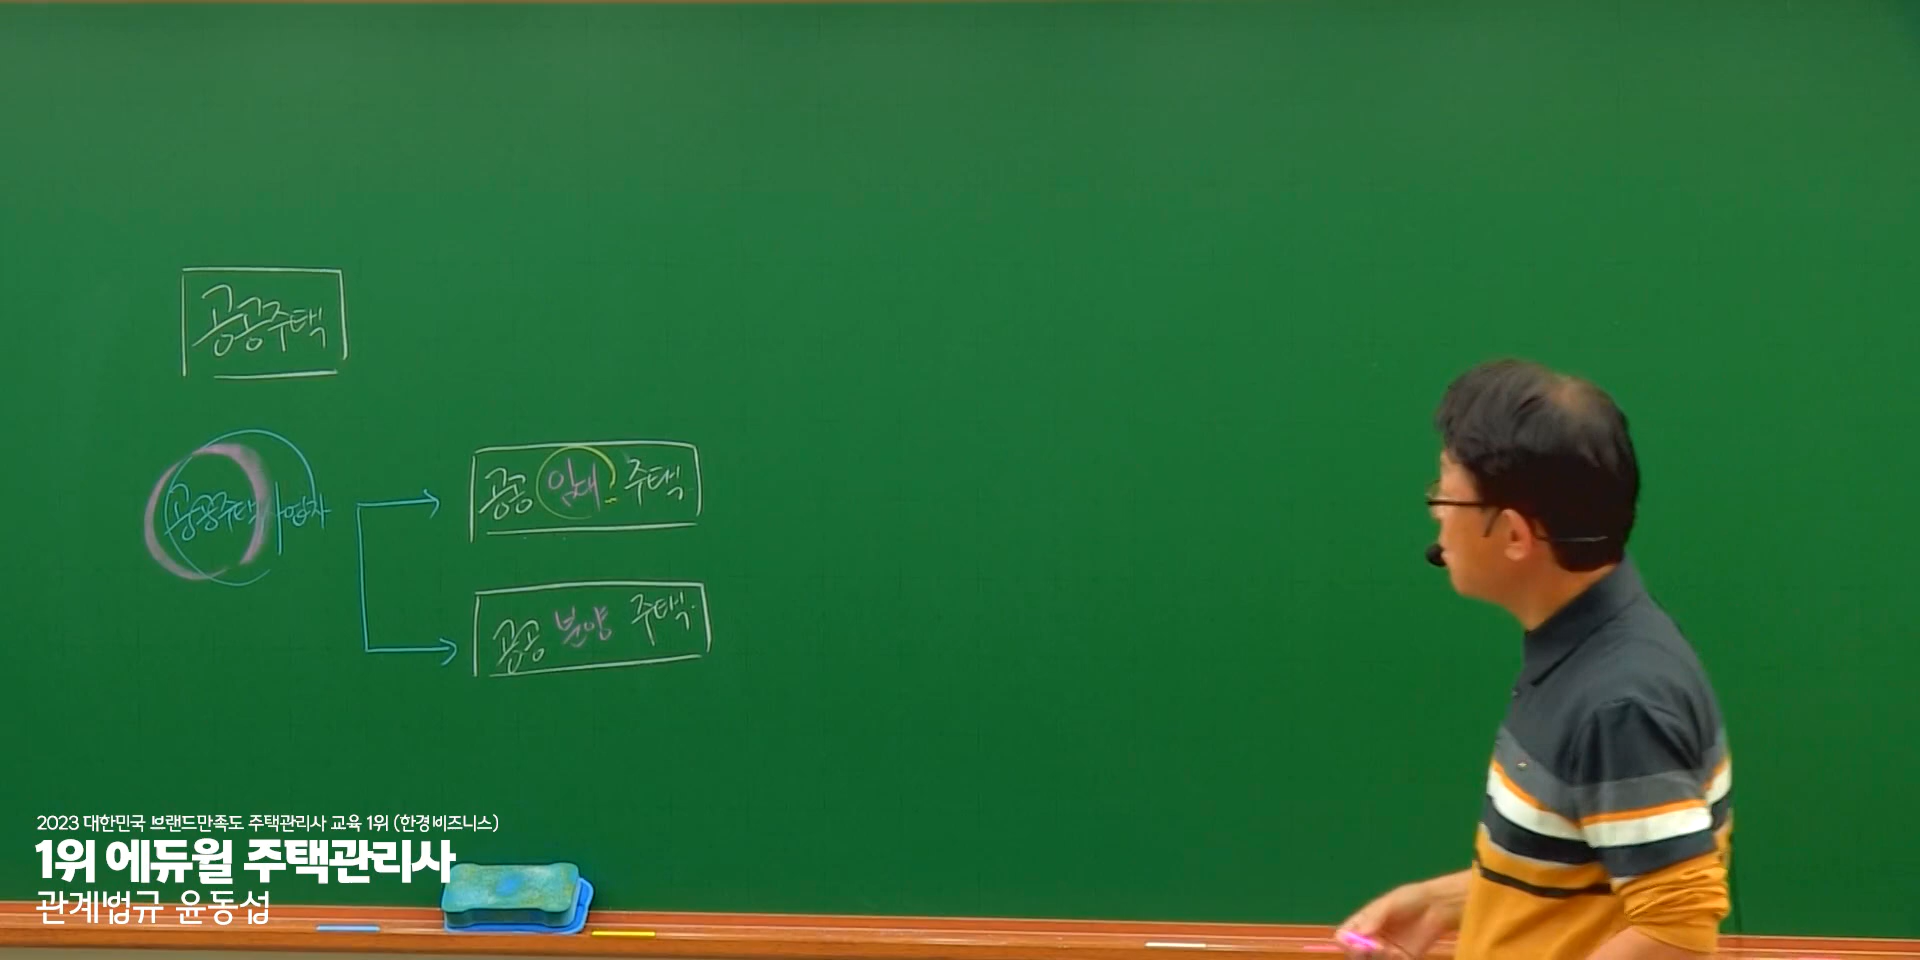 공공주택
공공주택사업자
공공임대주택
공공분양주택
2023 대한민국 브랜드만족도 주택관리사 교육 1위 (한경비즈니스)
1위 에듀윌 주택관리사
관계법규 윤동섭